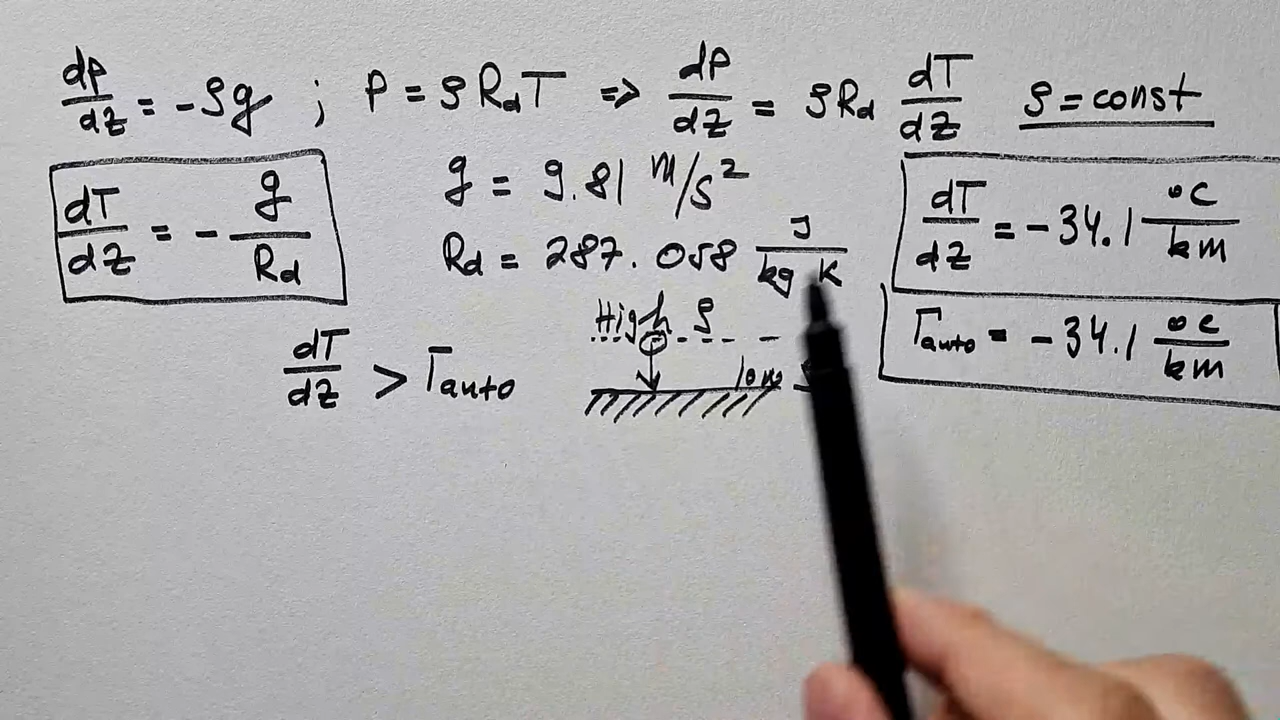 dp/dz = -ρg ; P = ρRdT => dP/dz = ρRd dT/dz ρ = const
dT/dz = - g/Rd
g = 9.81 m/s²
Rd = 287.058 J/kg K
dT/dz = -34.1 °C/km
Γauto = -34.1 °C/km
dT/dz > Γauto
High ρ